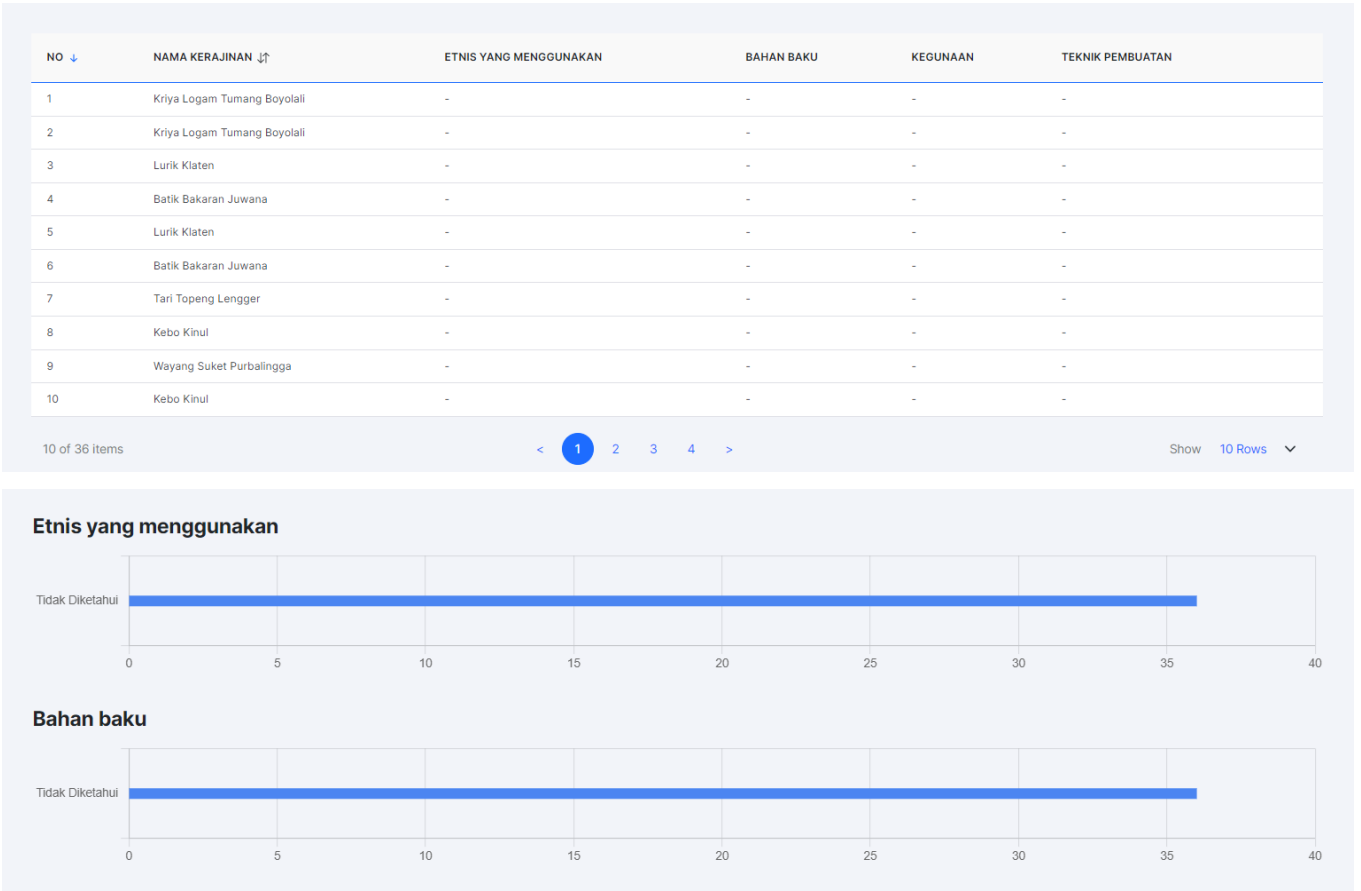 NO ↓ NAMA KERAJINAN ↓↑ ETNIS YANG MENGGUNAKAN BAHAN BAKU KEGUNAAN TEKNIK PEMBUATAN
1 Kriya Logam Tumang Boyolali - - - -
2 Kriya Logam Tumang Boyolali - - - -
3 Lurik Klaten - - - -
4 Batik Bakaran Juwana - - - -
5 Lurik Klaten - - - -
6 Batik Bakaran Juwana - - - -
7 Tari Topeng Lengger - - - -
8 Kebo Kinul - - - -
9 Wayang Suket Purbalingga - - - -
10 Kebo Kinul - - - -
10 of 36 items < 1 2 3 4 > Show 10 Rows
Etnis yang menggunakan
Tidak Diketahui
0 5 10 15 20 25 30 35 40
Bahan baku
Tidak Diketahui
0 5 10 15 20 25 30 35 40